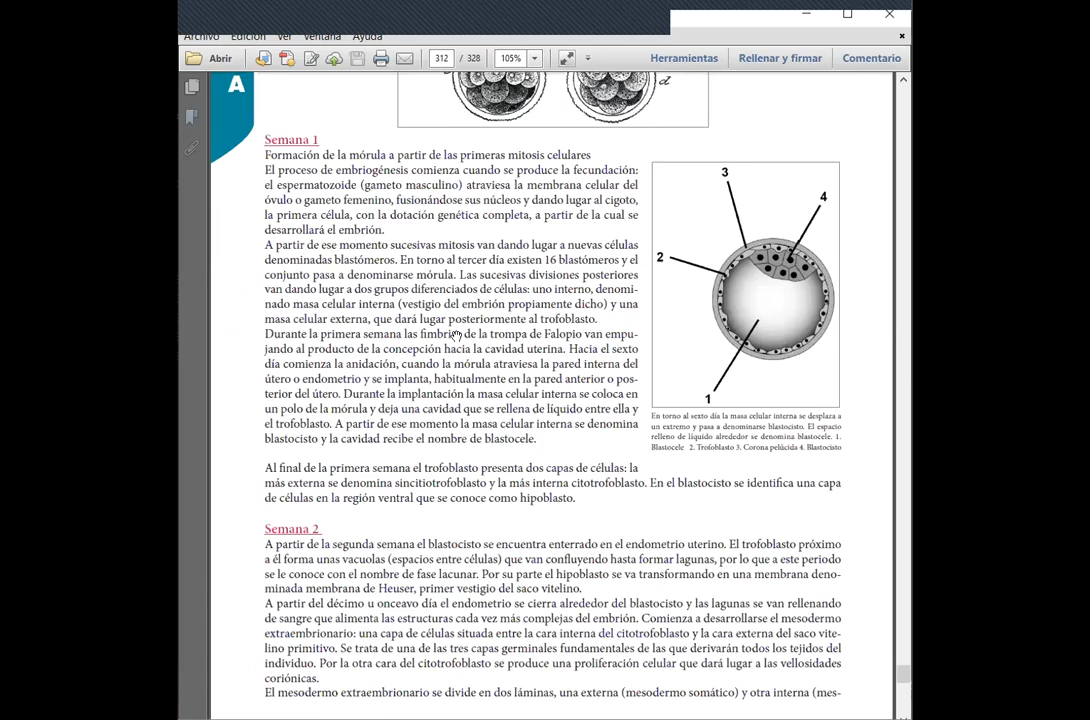 Archivo Edición Ver Ventana Ayuda
Abrir 312 / 328 105% Herramientas Rellenar y firmar Comentario
A
d
Semana 1
Formación de la mórula a partir de las primeras mitosis celulares
El proceso de embriogénesis comienza cuando se produce la fecundación:
el espermatozoide (gameto masculino) atraviesa la membrana celular del
óvulo o gameto femenino, fusionándose sus núcleos y dando lugar al cigoto,
la primera célula, con la dotación genética completa, a partir de la cual se
desarrollará el embrión.
A partir de ese momento sucesivas mitosis van dando lugar a nuevas células
denominadas blastómeros. En torno al tercer día existen 16 blastómeros y el
conjunto pasa a denominarse mórula. Las sucesivas divisiones posteriores
van dando lugar a dos grupos diferenciados de células: uno interno, denomi-
nado masa celular interna (vestigio del embrión propiamente dicho) y una
masa celular externa, que dará lugar posteriormente al trofoblasto.
Durante la primera semana las fimbrias de la trompa de Falopio van empu-
jando al producto de la concepción hacia la cavidad uterina. Hacia el sexto
día comienza la anidación, cuando la mórula atraviesa la pared interna del
útero o endometrio y se implanta, habitualmente en la pared anterior o pos-
terior del útero. Durante la implantación la masa celular interna se coloca en
un polo de la mórula y deja una cavidad que se rellena de líquido entre ella y
el trofoblasto. A partir de ese momento la masa celular interna se denomina
blastocisto y la cavidad recibe el nombre de blastocele.
3
4
2
1
En torno al sexto día la masa celular interna se desplaza a
un extremo y pasa a denominarse blastocisto. El espacio
relleno de líquido alrededor se denomina blastocele. 1.
Blastocele 2. Trofoblasto 3. Corona pelúcida 4. Blastocisto
Al final de la primera semana el trofoblasto presenta dos capas de células: la
más externa se denomina sincitiotrofoblasto y la más interna citotrofoblasto. En el blastocisto se identifica una capa
de células en la región ventral que se conoce como hipoblasto.
Semana 2
A partir de la segunda semana el blastocisto se encuentra enterrado en el endometrio uterino. El trofoblasto próximo
a él forma unas vacuolas (espacios entre células) que van confluyendo hasta formar lagunas, por lo que a este periodo
se le conoce con el nombre de fase lacunar. Por su parte el hipoblasto se va transformando en una membrana deno-
minada membrana de Heuser, primer vestigio del saco vitelino.
A partir del décimo u onceavo día el endometrio se cierra alrededor del blastocisto y las lagunas se van rellenando
de sangre que alimenta las estructuras cada vez más complejas del embrión. Comienza a desarrollarse el mesodermo
extraembrionario: una capa de células situada entre la cara interna del citotrofoblasto y la cara externa del saco vite-
lino primitivo. Se trata de una de las tres capas germinales fundamentales de las que derivarán todos los tejidos del
individuo. Por la otra cara del citotrofoblasto se produce una proliferación celular que dará lugar a las vellosidades
coriónicas.
El mesodermo extraembrionario se divide en dos láminas, una externa (mesodermo somático) y otra interna (mes-